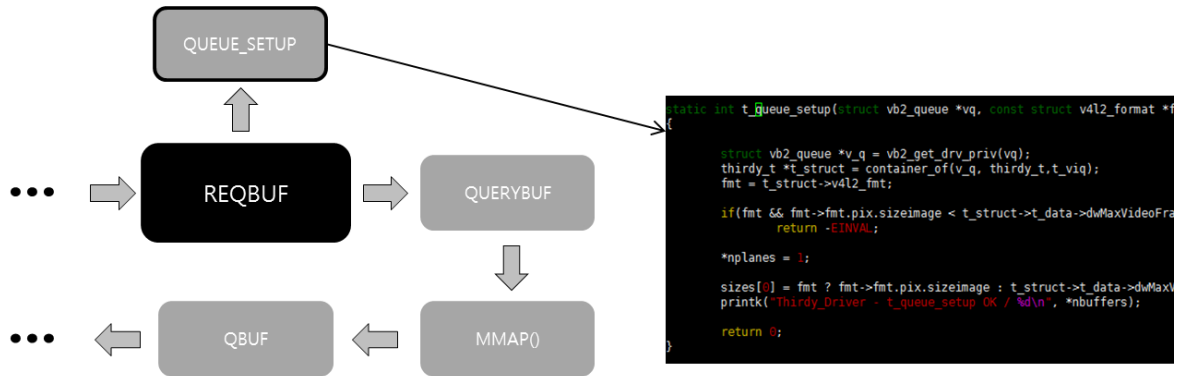 QUEUE_SETUP
••• REQBUF QUERYBUF
••• QBUF MMAP()
static int t_queue_setup(struct vb2_queue *vq, const struct v4l2_format *f
{
struct vb2_queue *v_q = vb2_get_drv_priv(vq);
thirdy_t *t_struct = container_of(v_q, thirdy_t,t_viq);
fmt = t_struct->v4l2_fmt;
if(fmt && fmt->fmt.pix.sizeimage < t_struct->t_data->dwMaxVideoFra
return -EINVAL;
*nplanes = 1;
sizes[0] = fmt ? fmt->fmt.pix.sizeimage : t_struct->t_data->dwMaxV
printk("Thirdy_Driver - t_queue_setup OK / %d\n", *nbuffers);
return 0;
}